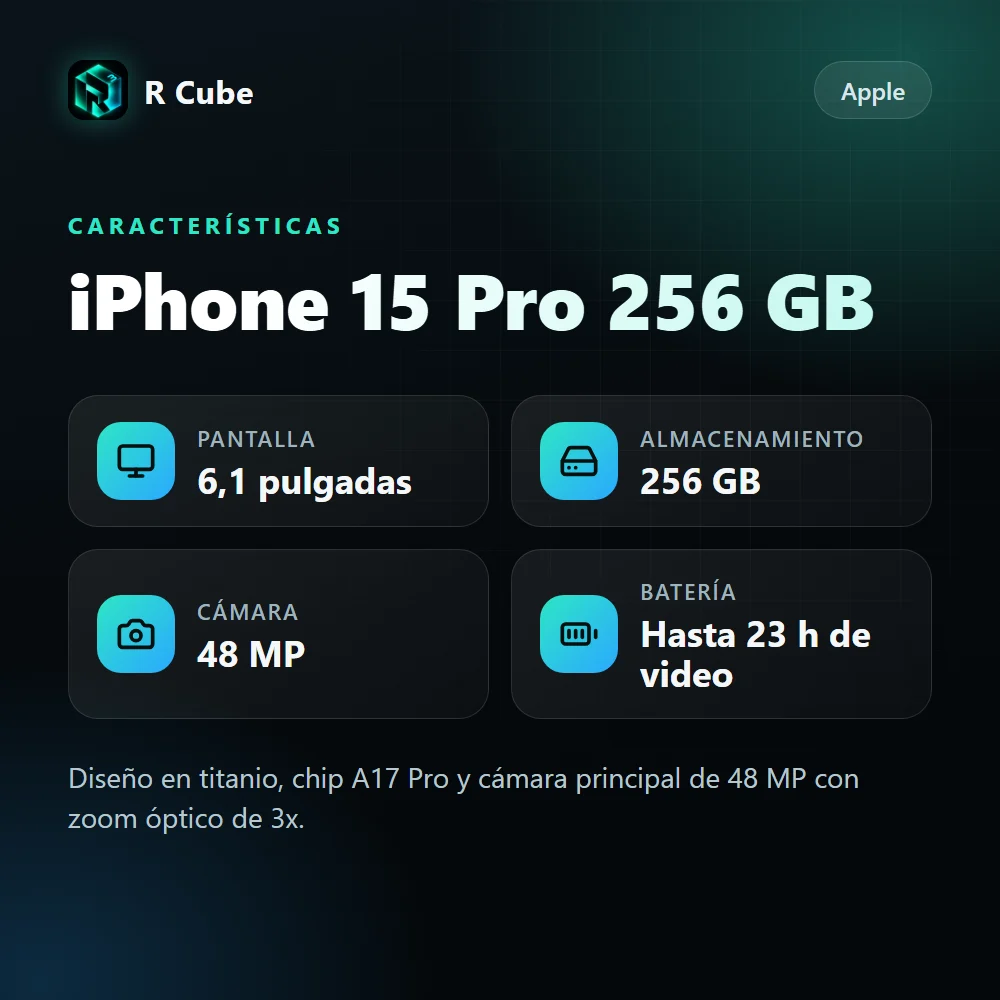 R Cube
Apple
CARACTERÍSTICAS
iPhone 15 Pro 256 GB
PANTALLA
6,1 pulgadas
ALMACENAMIENTO
256 GB
CÁMARA
48 MP
BATERÍA
Hasta 23 h de
video
Diseño en titanio, chip A17 Pro y cámara principal de 48 MP con
zoom óptico de 3x.